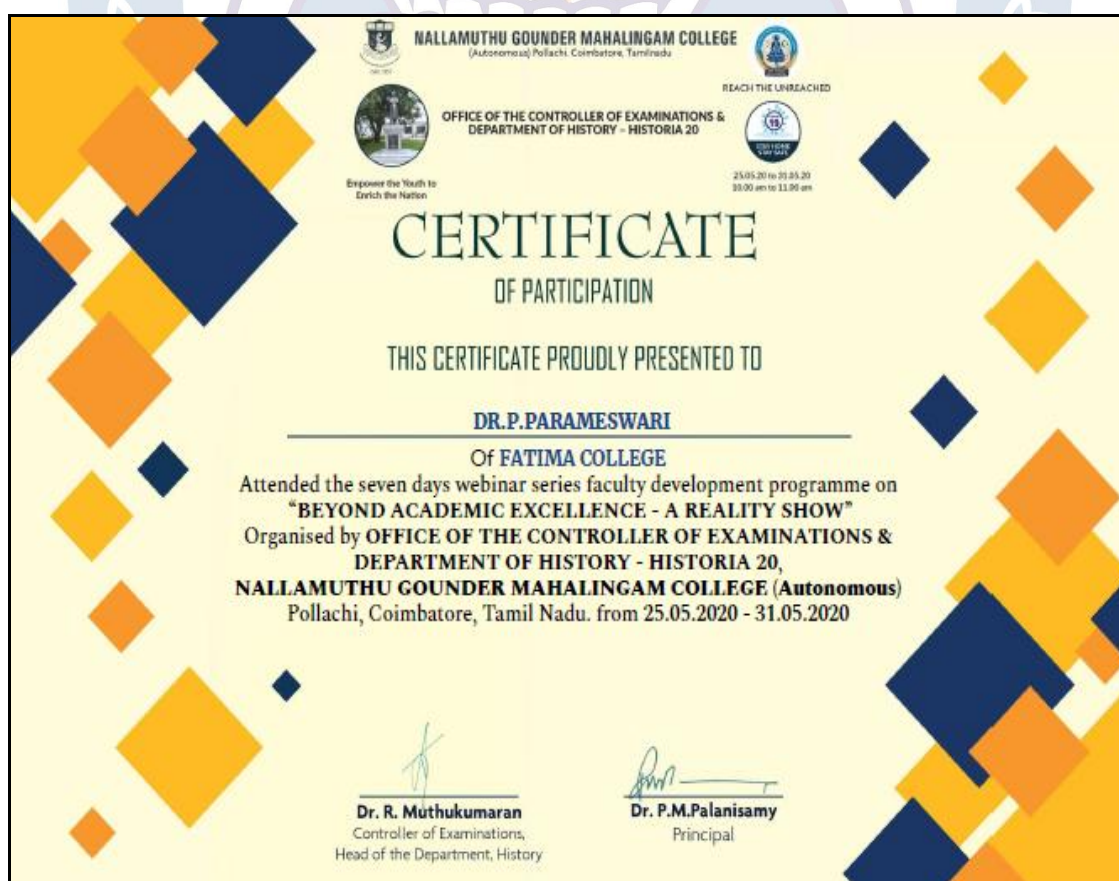 NALLAMUTHU GOUNDER MAHALINGAM COLLEGE
(Autonomous) Pollachi. Coimbatore, Tamilnadu
REACH THE UNREACHED
OFFICE OF THE CONTROLLER OF EXAMINATIONS &
DEPARTMENT OF HISTORY – HISTORIA 20
STAY HOME
STAY SAFE
Empower the Youth to
Enrich the Nation
25.05.20 to 31.05.20
10.00 am to 11.00 am
CERTIFICATE
OF PARTICIPATION
THIS CERTIFICATE PROUDLY PRESENTED TO
DR.P.PARAMESWARI
Of FATIMA COLLEGE
Attended the seven days webinar series faculty development programme on
“BEYOND ACADEMIC EXCELLENCE - A REALITY SHOW”
Organised by OFFICE OF THE CONTROLLER OF EXAMINATIONS &
DEPARTMENT OF HISTORY - HISTORIA 20,
NALLAMUTHU GOUNDER MAHALINGAM COLLEGE (Autonomous)
Pollachi, Coimbatore, Tamil Nadu. from 25.05.2020 - 31.05.2020
Dr. R. Muthukumaran
Controller of Examinations,
Head of the Department, History
Dr. P.M.Palanisamy
Principal